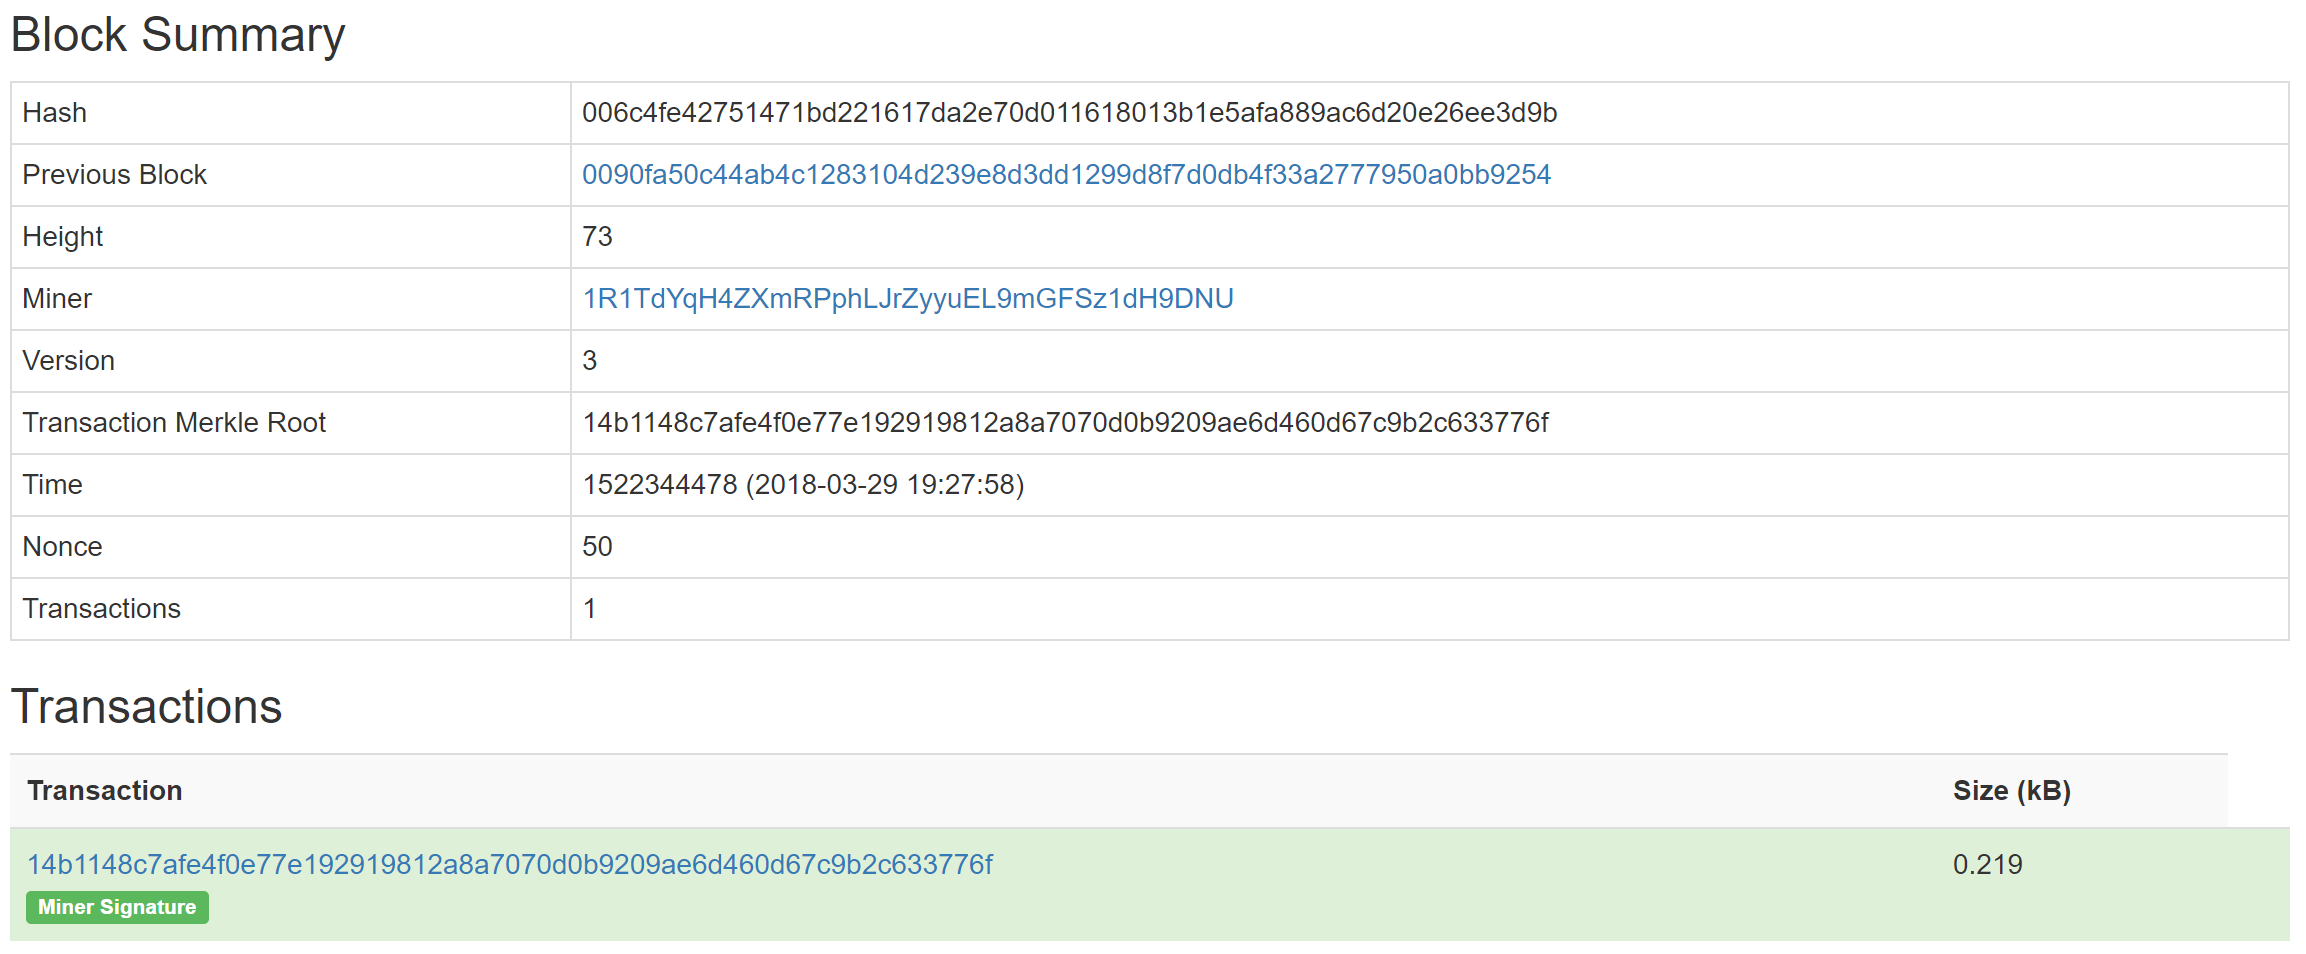 Block Summary
Hash 006c4fe42751471bd221617da2e70d011618013b1e5afa889ac6d20e26ee3d9b
Previous Block 0090fa50c44ab4c1283104d239e8d3dd1299d8f7d0db4f33a2777950a0bb9254
Height 73
Miner 1R1TdYqH4ZXmRPphLJrZyyuEL9mGFSz1dH9DNU
Version 3
Transaction Merkle Root 14b1148c7afe4f0e77e192919812a8a7070d0b9209ae6d460d67c9b2c633776f
Time 1522344478 (2018-03-29 19:27:58)
Nonce 50
Transactions 1
Transactions
Transaction Size (kB)
14b1148c7afe4f0e77e192919812a8a7070d0b9209ae6d460d67c9b2c633776f 0.219
Miner Signature